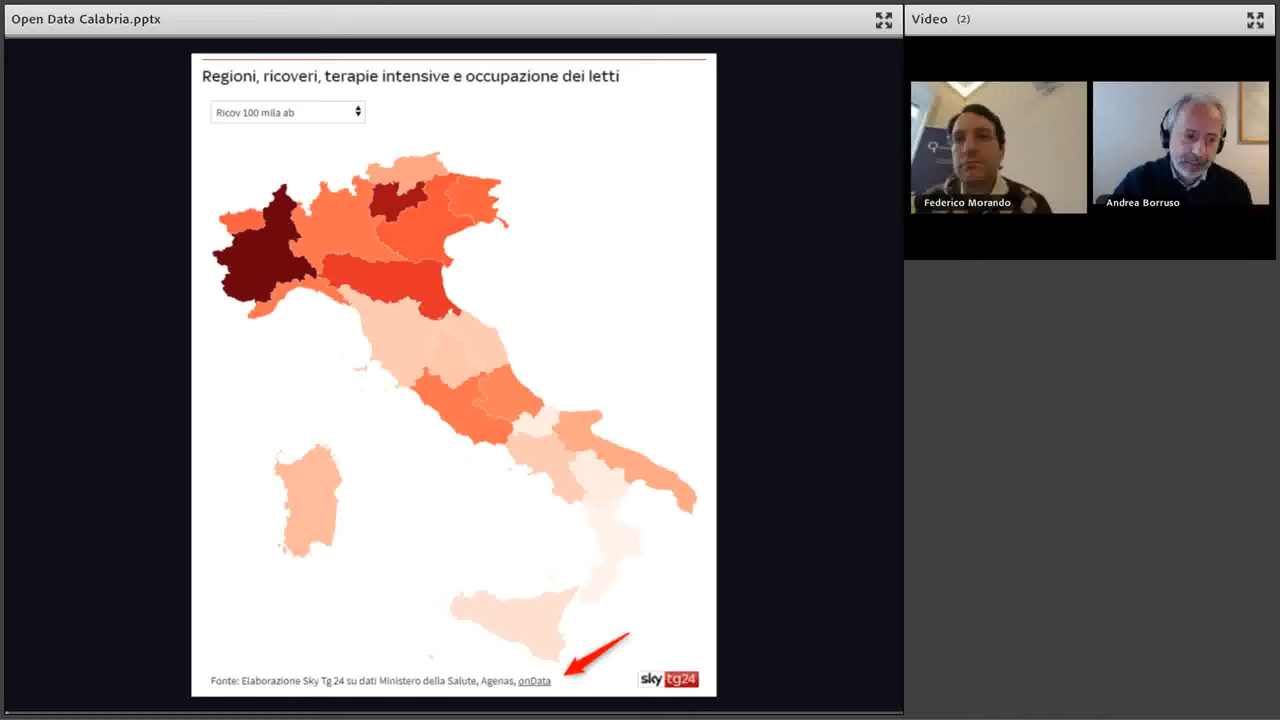 Open Data Calabria.pptx
Video (2)
Regioni, ricoveri, terapie intensive e occupazione dei letti
Ricov 100 mila ab
Federico Morando
Andrea Borruso
Fonte: Elaborazione Sky Tg 24 su dati Ministero della Salute, Agenas, onData
sky tg24